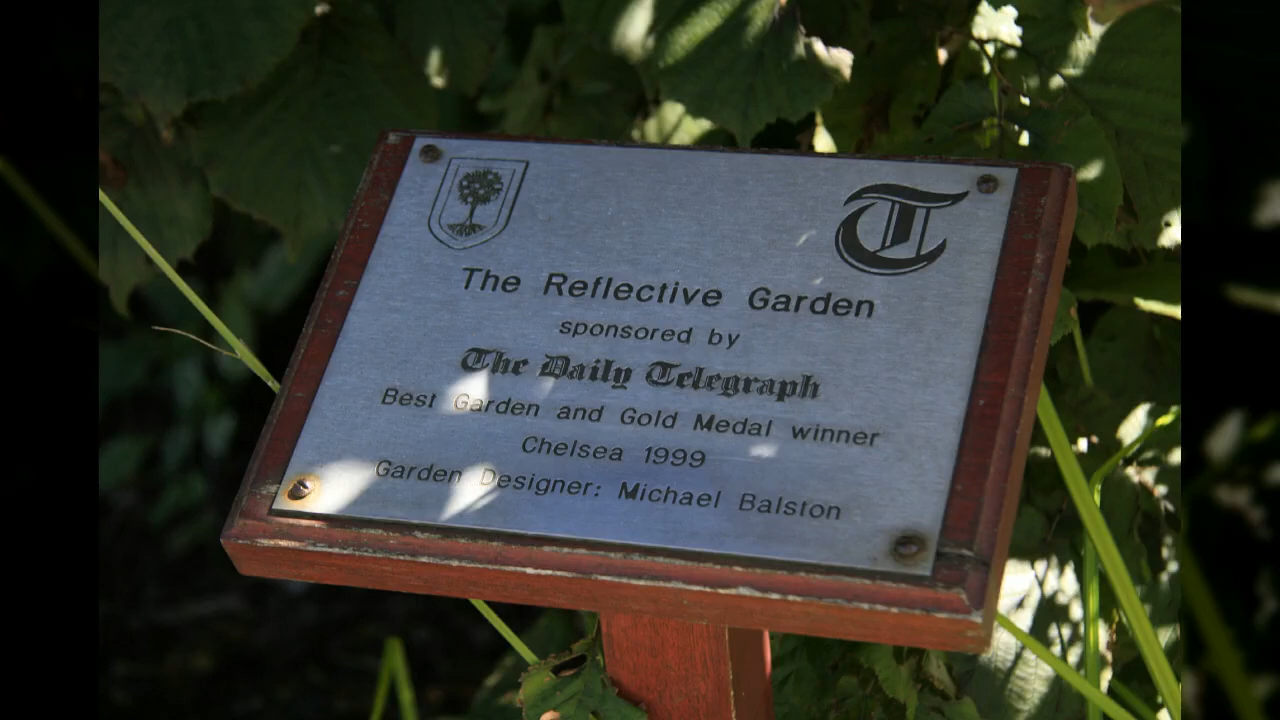 T
The Reflective Garden
sponsored by
The Daily Telegraph
Best Garden and Gold Medal winner
Chelsea 1999
Garden Designer: Michael Balston